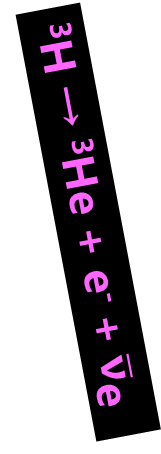 ³H → ³He + e⁻ + ν̅e